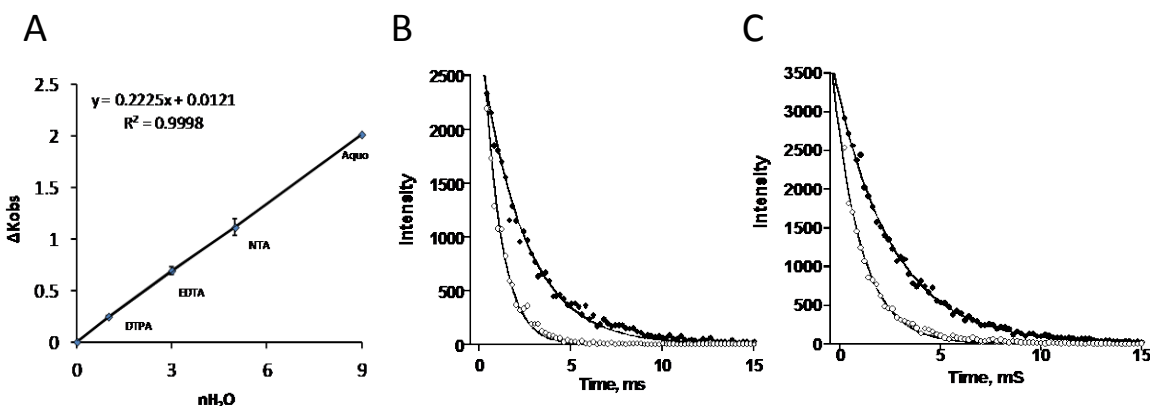 A
B
C
y = 0.2225x + 0.0121
R² = 0.9998
ΔKobs
2.5
2
1.5
1
0.5
0
Aquo
NTA
EDTA
DTPA
0 3 6 9
nH₂O
Intensity
2500
2000
1500
1000
500
0
0 5 10 15
Time, ms
Intensity
3500
3000
2500
2000
1500
1000
500
0
0 5 10 15
Time, mS